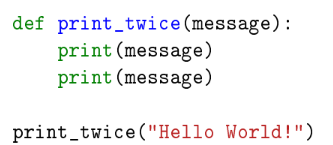 def print_twice(message):
    print(message)
    print(message)

print_twice("Hello World!")